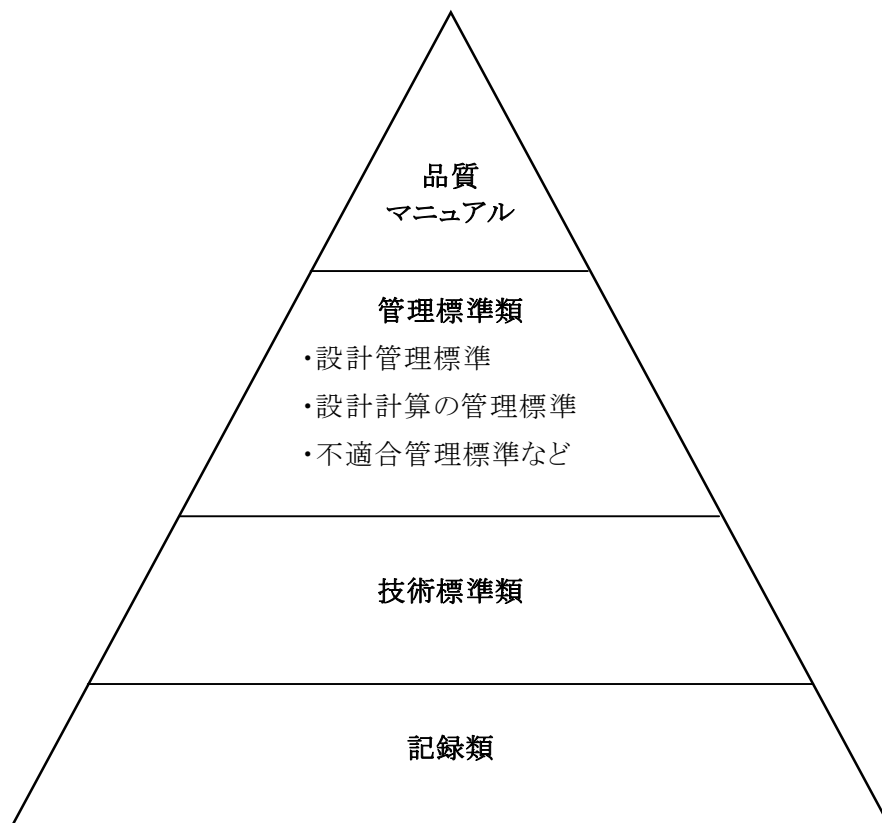 品質
マニュアル
管理標準類
・設計管理標準
・設計計算の管理標準
・不適合管理標準など
技術標準類
記録類